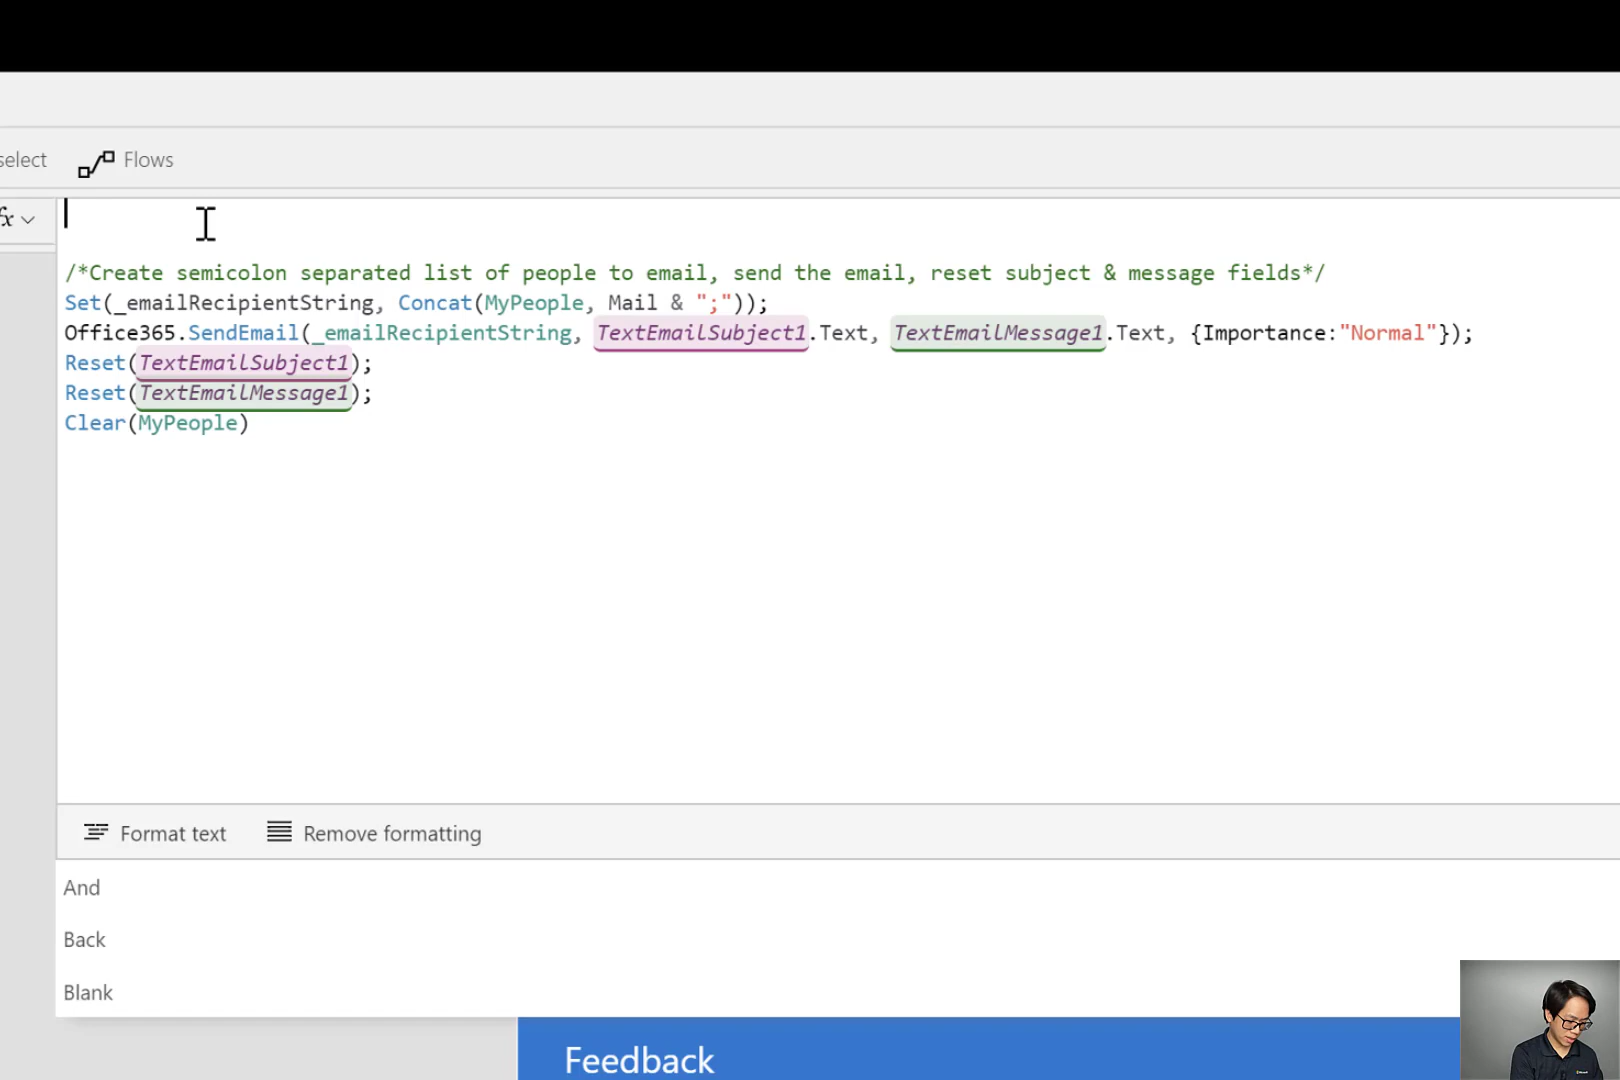 select Flows
fx
/*Create semicolon separated list of people to email, send the email, reset subject & message fields*/
Set(_emailRecipientString, Concat(MyPeople, Mail & ";"));
Office365.SendEmail(_emailRecipientString, TextEmailSubject1.Text, TextEmailMessage1.Text, {Importance:"Normal"});
Reset(TextEmailSubject1);
Reset(TextEmailMessage1);
Clear(MyPeople)
Format text Remove formatting
And
Back
Blank
Feedback